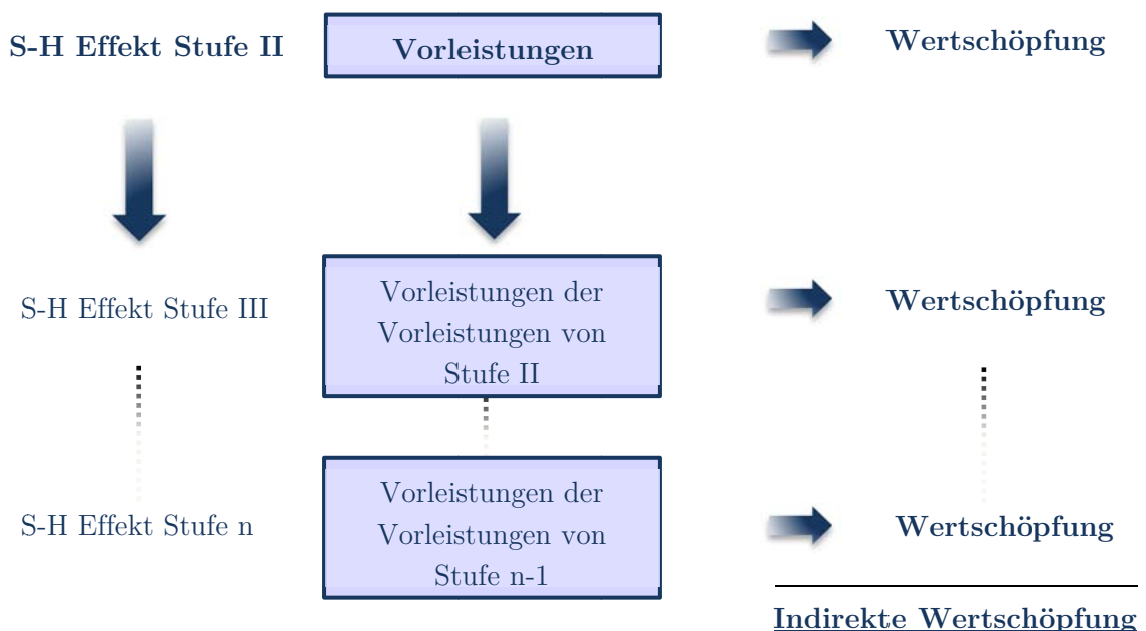 S-H Effekt Stufe II
Vorleistungen
Wertschöpfung
S-H Effekt Stufe III
Vorleistungen der
Vorleistungen von
Stufe II
Wertschöpfung
S-H Effekt Stufe n
Vorleistungen der
Vorleistungen von
Stufe n-1
Wertschöpfung
Indirekte Wertschöpfung